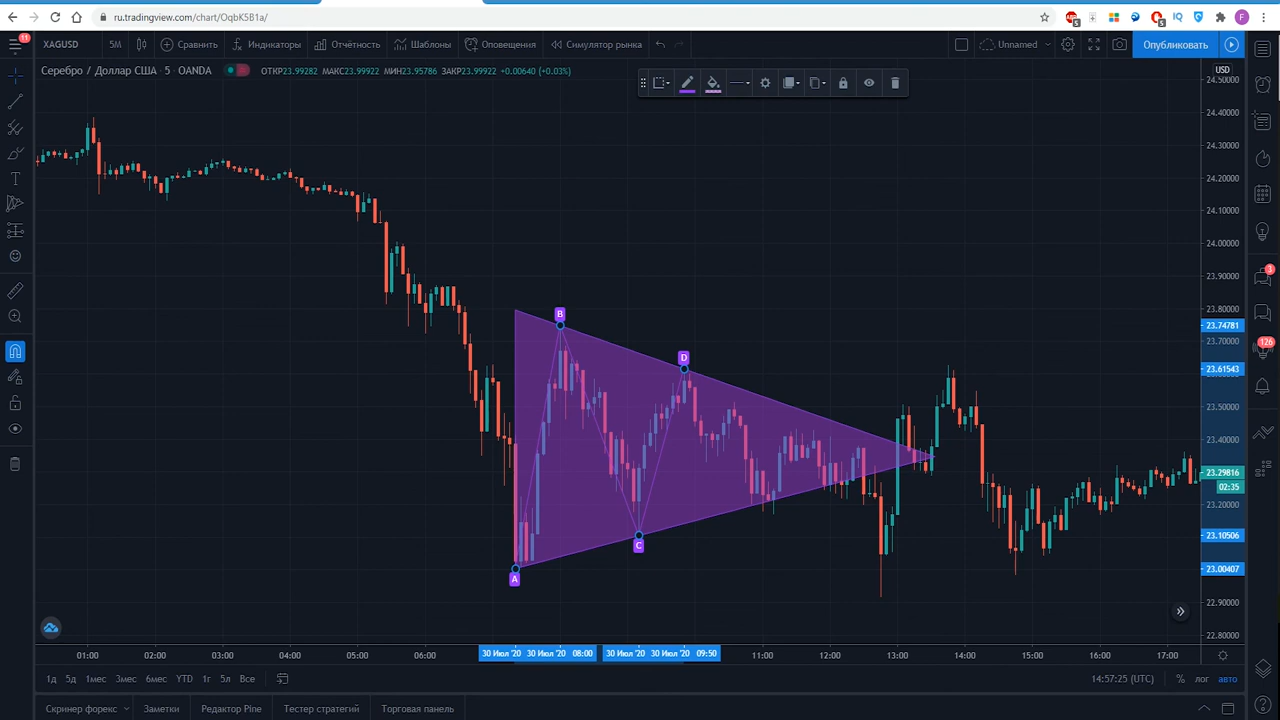 ru.tradingview.com/chart/OqbK5B1a/
11
XAGUSD 5М Сравнить Индикаторы Отчётность Шаблоны Оповещения Симулятор рынка Unnamed Опубликовать
Серебро / Доллар США · 5 · OANDA ОТКР23.99282 МАКС23.99922 МИН23.95786 ЗАКР23.99922 +0.00640 (+0.03%)
USD
24.50000
24.40000
24.30000
24.20000
24.10000
24.00000
23.90000
23.80000
23.74781
23.70000
23.61543
23.50000
23.40000
23.29816
02:35
23.20000
23.10506
23.00407
22.90000
22.80000
B
D
C
A
3
126
01:00 02:00 03:00 04:00 05:00 06:00 30 Июл '20 30 Июл '20 08:00 30 Июл '20 30 Июл '20 09:50 11:00 12:00 13:00 14:00 15:00 16:00 17:00
1д 5д 1мес 3мес 6мес YTD 1г 5г Все 14:57:25 (UTC) % лог авто
Скринер форекс Заметки Редактор Pine Тестер стратегий Торговая панель